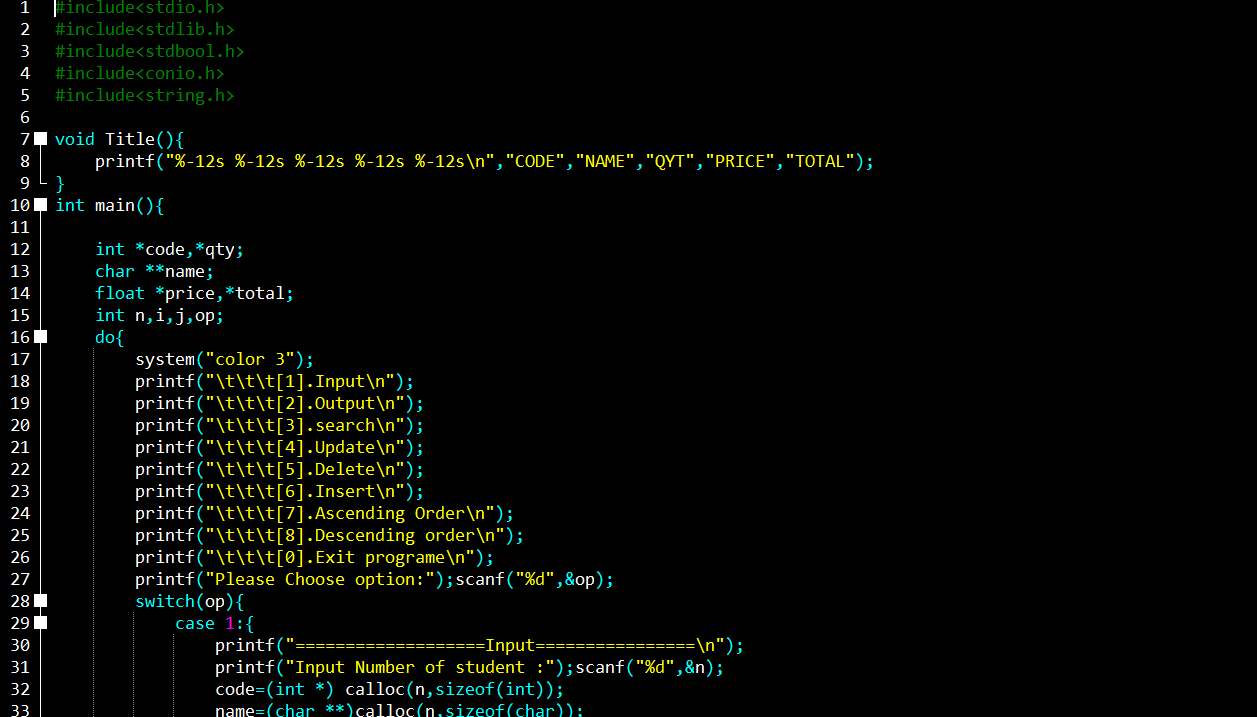 1 #include<stdio.h>
2 #include<stdlib.h>
3 #include<stdbool.h>
4 #include<conio.h>
5 #include<string.h>
6
7 void Title(){
8 printf("%-12s %-12s %-12s %-12s %-12s\n","CODE","NAME","QYT","PRICE","TOTAL");
9 }
10 int main(){
11
12 int *code,*qty;
13 char **name;
14 float *price,*total;
15 int n,i,j,op;
16 do{
17 system("color 3");
18 printf("\t\t\t[1].Input\n");
19 printf("\t\t\t[2].Output\n");
20 printf("\t\t\t[3].search\n");
21 printf("\t\t\t[4].Update\n");
22 printf("\t\t\t[5].Delete\n");
23 printf("\t\t\t[6].Insert\n");
24 printf("\t\t\t[7].Ascending Order\n");
25 printf("\t\t\t[8].Descending order\n");
26 printf("\t\t\t[0].Exit programe\n");
27 printf("Please Choose option:");scanf("%d",&op);
28 switch(op){
29 case 1:{
30 printf("===================Input================\n");
31 printf("Input Number of student :");scanf("%d",&n);
32 code=(int *) calloc(n,sizeof(int));
33 name=(char **)calloc(n,sizeof(char));